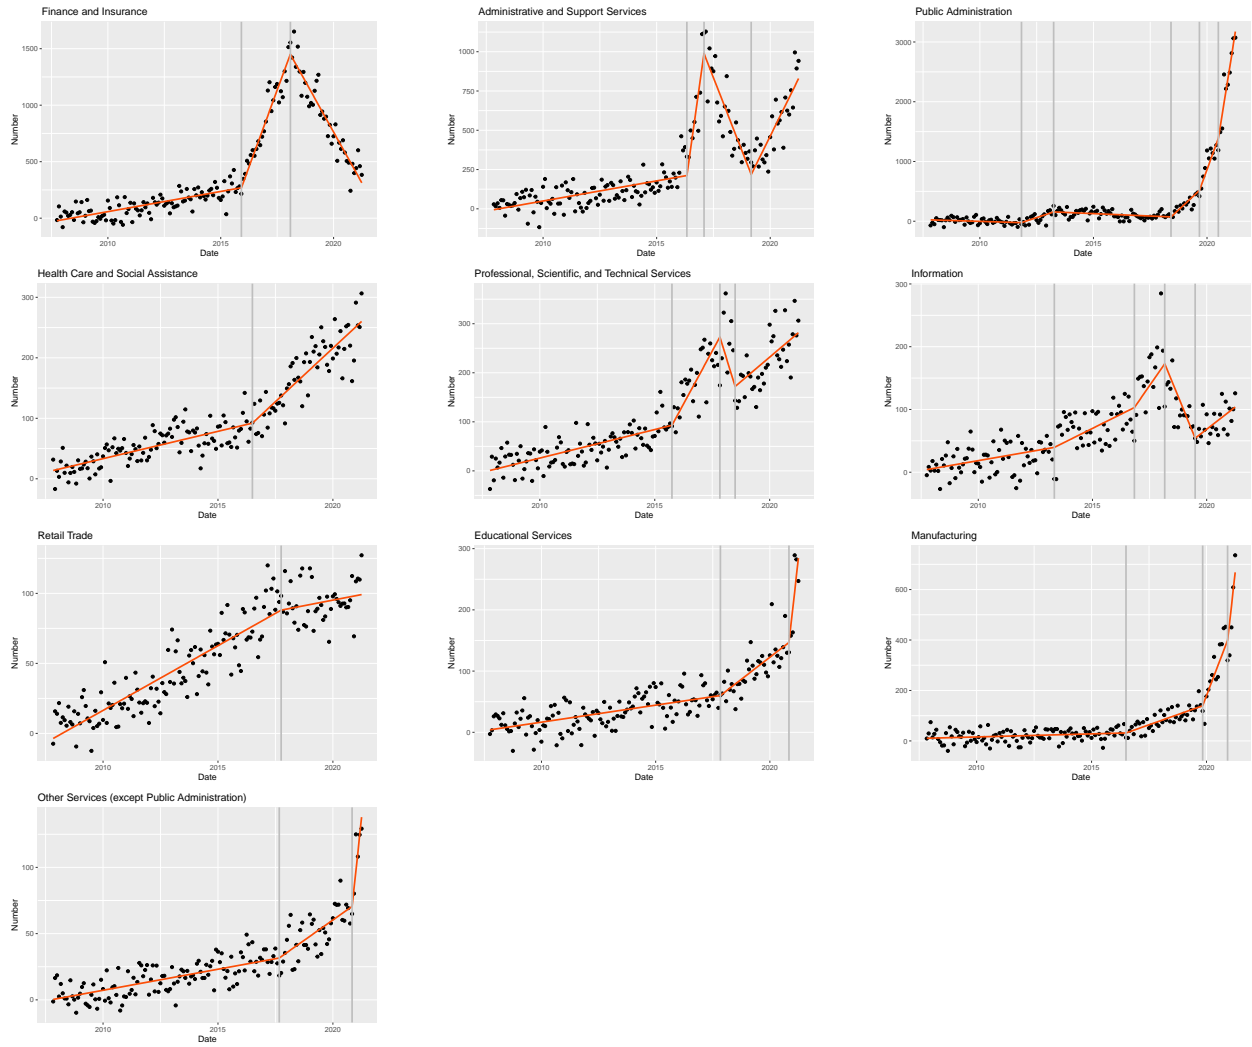 Finance and Insurance
1500
1000
500
0
Number
2010
2015
2020
Date
Administrative and Support Services
1000
750
500
250
0
Number
2010
2015
2020
Date
Public Administration
3000
2000
1000
0
Number
2010
2015
2020
Date
Health Care and Social Assistance
300
200
100
0
Number
2010
2015
2020
Date
Professional, Scientific, and Technical Services
300
200
100
0
Number
2010
2015
2020
Date
Information
300
200
100
0
Number
2010
2015
2020
Date
Retail Trade
100
50
0
Number
2010
2015
2020
Date
Educational Services
300
200
100
0
Number
2010
2015
2020
Date
Manufacturing
600
400
200
0
Number
2010
2015
2020
Date
Other Services (except Public Administration)
100
50
0
Number
2010
2015
2020
Date